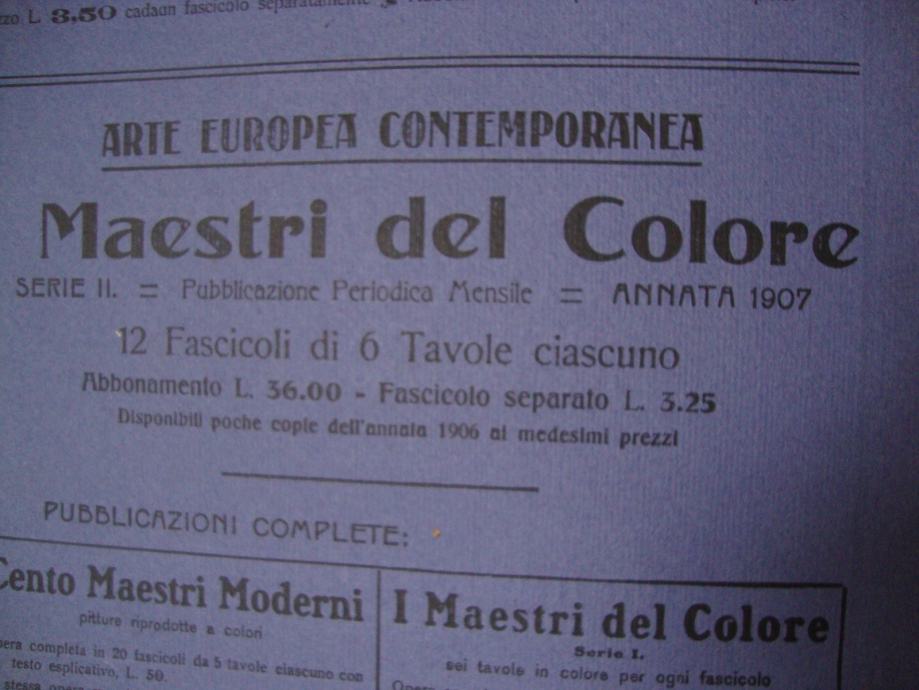 L. 3,50 cadaun fascicolo separatamente
ARTE EUROPEA CONTEMPORANEA
Maestri del Colore
SERIE II. = Pubblicazione Periodica Mensile = ANNATA 1907
12 Fascicoli di 6 Tavole ciascuno
Abbonamento L. 36.00 - Fascicolo separato L. 3.25
Disponibili poche copie dell'annata 1906 ai medesimi prezzi
PUBBLICAZIONI COMPLETE:
Cento Maestri Moderni
pitture riprodotte a colori
completa in 20 fascicoli da 5 tavole ciascuno con
testo esplicativo, L. 50.
stessa
I Maestri del Colore
Serie I.
sei tavole in colore per ogni fascicolo